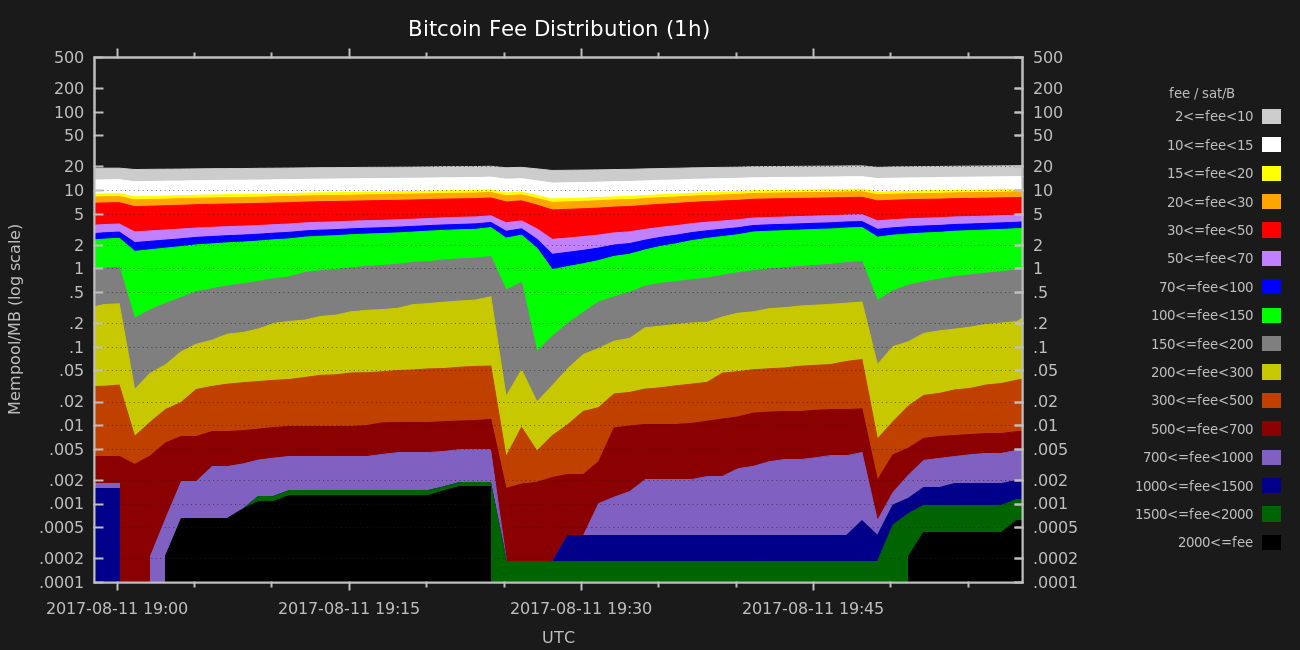 Bitcoin Fee Distribution (1h)
500
200
100
50
20
10
5
2
1
.5
.2
.1
.05
.02
.01
.005
.002
.001
.0005
.0002
.0001
Mempool/MB (log scale)
500
200
100
50
20
10
5
2
1
.5
.2
.1
.05
.02
.01
.005
.002
.001
.0005
.0002
.0001
2017-08-11 19:00 2017-08-11 19:15 2017-08-11 19:30 2017-08-11 19:45
UTC
fee / sat/B
2<=fee<10
10<=fee<15
15<=fee<20
20<=fee<30
30<=fee<50
50<=fee<70
70<=fee<100
100<=fee<150
150<=fee<200
200<=fee<300
300<=fee<500
500<=fee<700
700<=fee<1000
1000<=fee<1500
1500<=fee<2000
2000<=fee